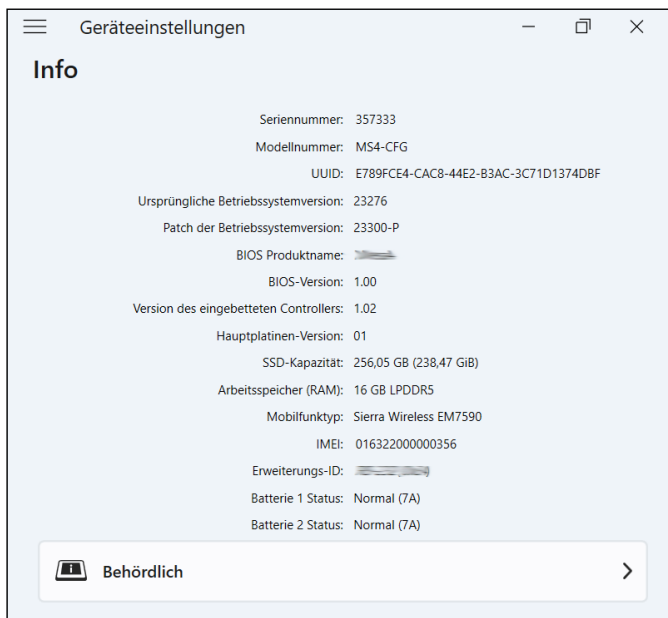 Geräteeinstellungen
Info
Seriennummer: 357333
Modellnummer: MS4-CFG
UUID: E789FCE4-CAC8-44E2-B3AC-3C71D1374DBF
Ursprüngliche Betriebssystemversion: 23276
Patch der Betriebssystemversion: 23300-P
BIOS Produktname:
BIOS-Version: 1.00
Version des eingebetteten Controllers: 1.02
Hauptplatinen-Version: 01
SSD-Kapazität: 256,05 GB (238,47 GiB)
Arbeitsspeicher (RAM): 16 GB LPDDR5
Mobilfunktyp: Sierra Wireless EM7590
IMEI: 016322000000356
Erweiterungs-ID:
Batterie 1 Status: Normal (7A)
Batterie 2 Status: Normal (7A)
Behördlich